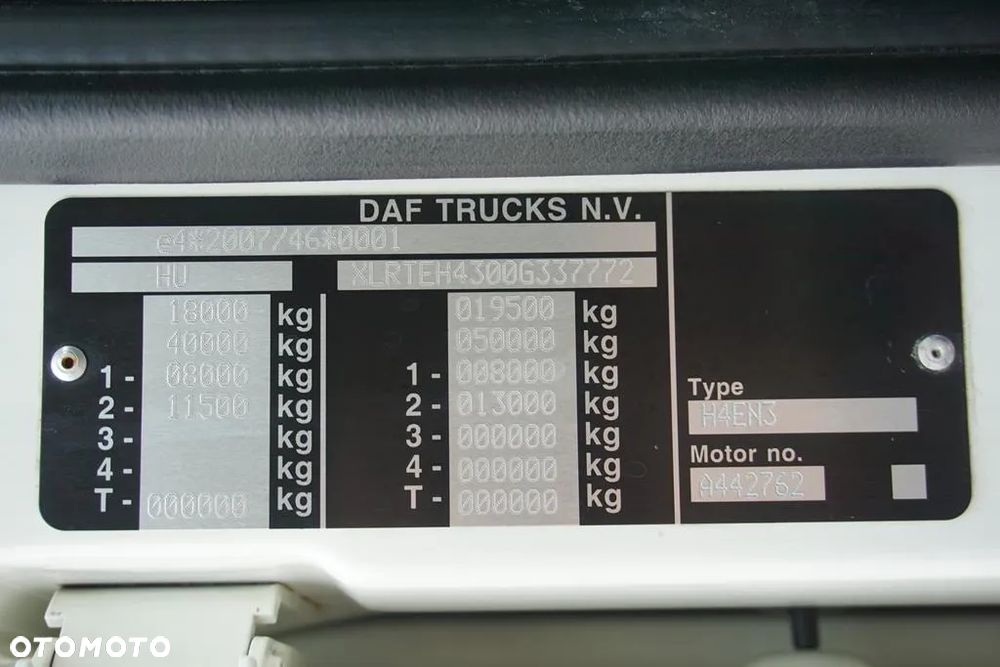 DAF TRUCKS N.V.
e4*2007/46*0001
HU XLRTEH4300G337772
18000 kg 019500 kg
40000 kg 050000 kg
1- 08000 kg 1- 008000 kg
2- 11500 kg 2- 013000 kg
3- kg 3- 000000 kg
4- kg 4- 000000 kg
T- 000000 kg T- 000000 kg
Type
H4EN3
Motor no.
A442762
OTOMOTO